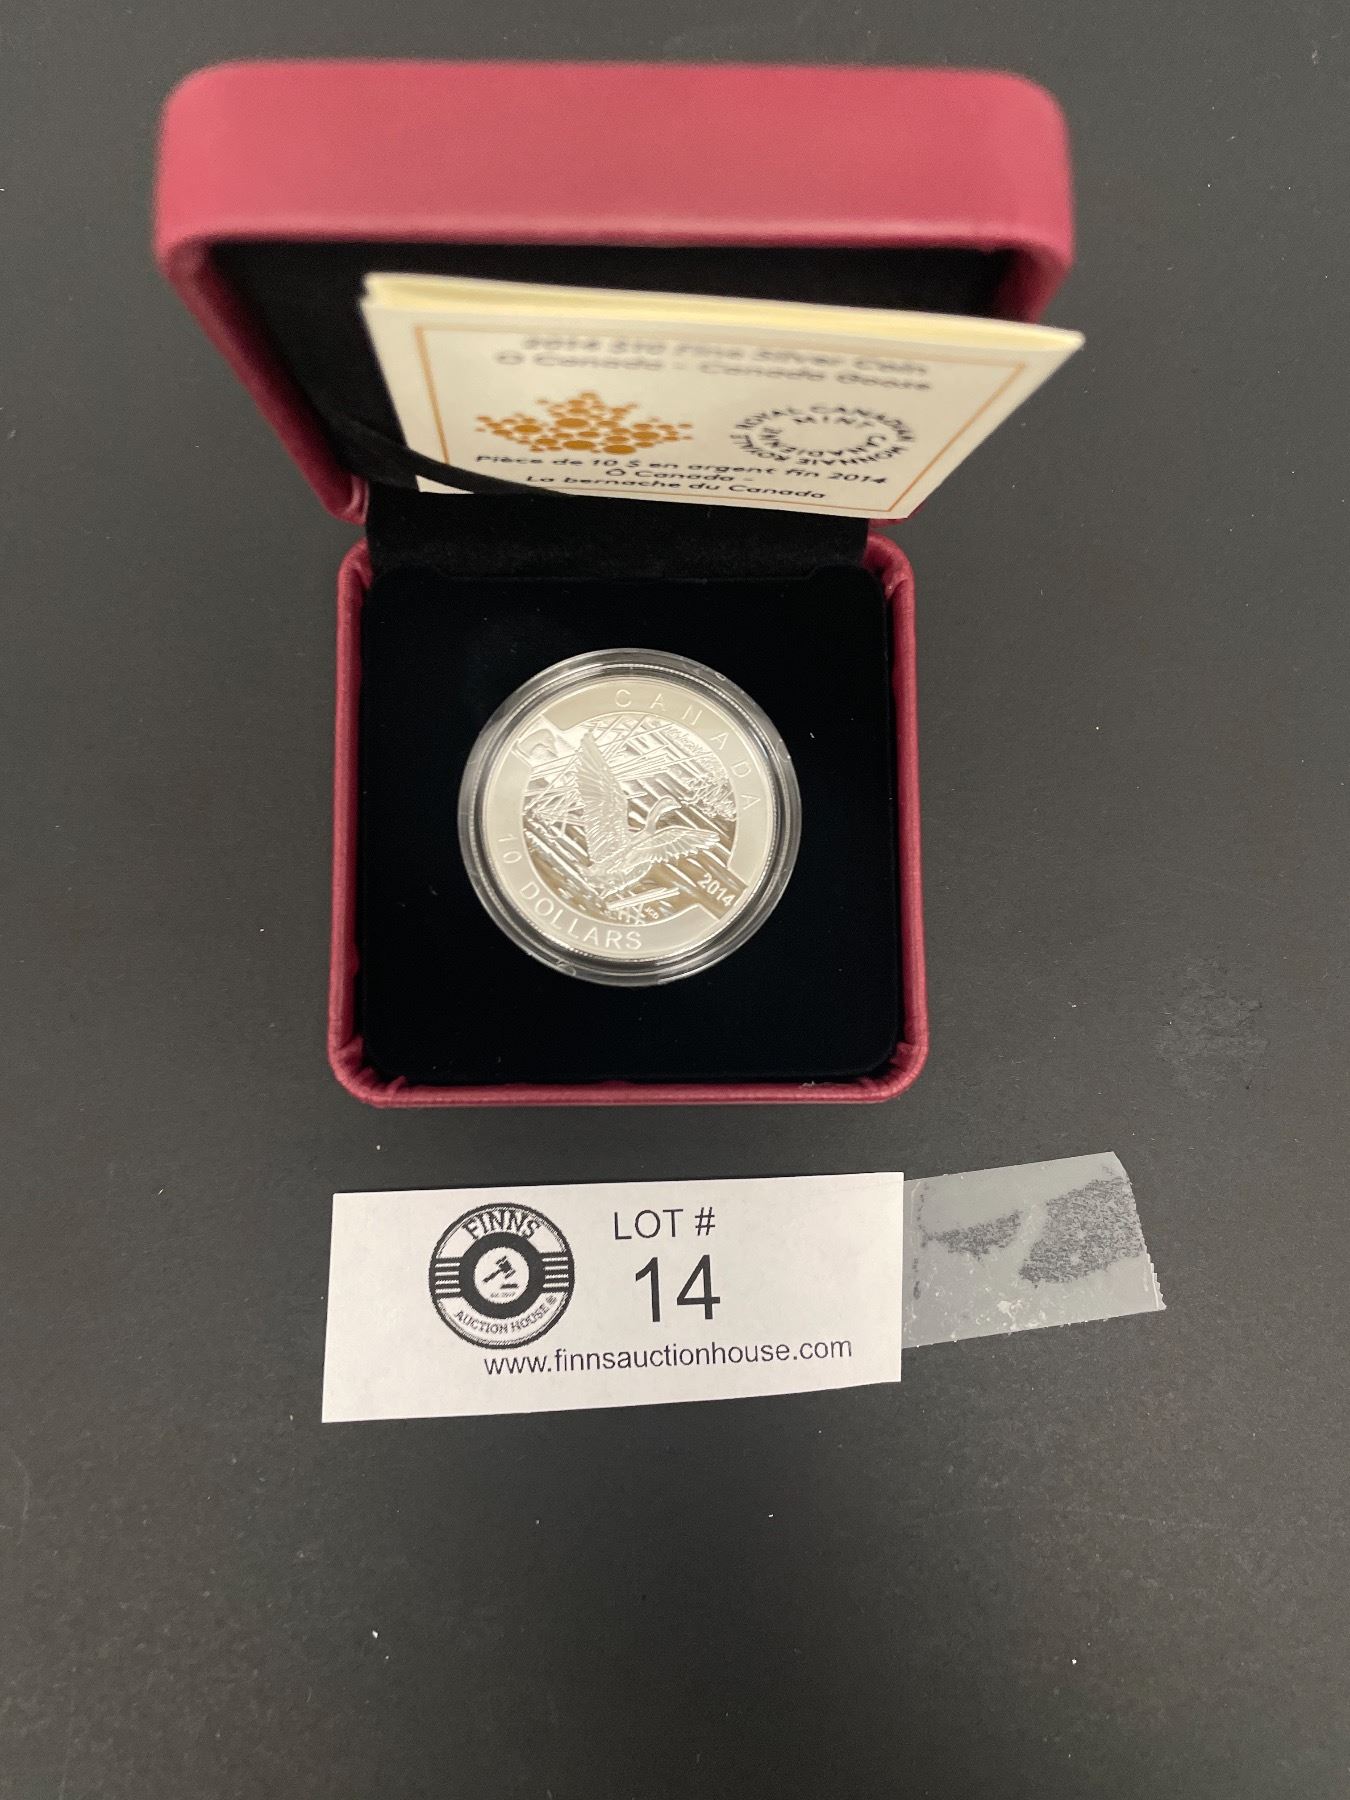 2014 $10 Fine Silver Coin
O Canada - Canada Goose
ROYAL CANADIAN MINT
MONNAIE ROYALE CANADIENNE
Pièce de 10 $ en argent fin 2014
Ô Canada -
La bernache du Canada
CANADA
2014
JCD
10 DOLLARS
FINNS
AUCTION HOUSE
LOT #
14
www.finnsauctionhouse.com